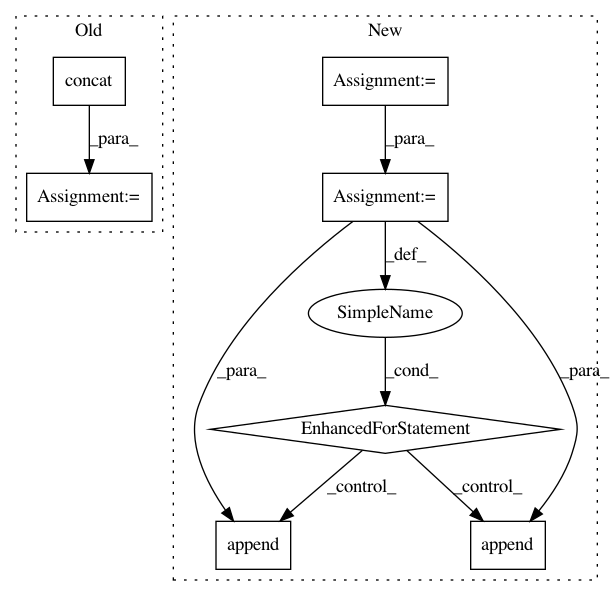 Old
New
concat
Assignment:=
_para_
_para_
Assignment:=
Assignment:=
_def_
SimpleName
_para_
_cond_
_para_
EnhancedForStatement
_control_
_control_
append
append